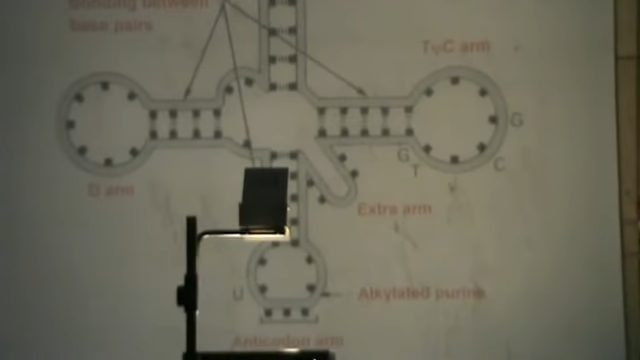 bonding between
base pairs
TψC arm
G
C
G
T
ψ
D arm
Extra arm
U
Alkylated purine
Anticodon arm